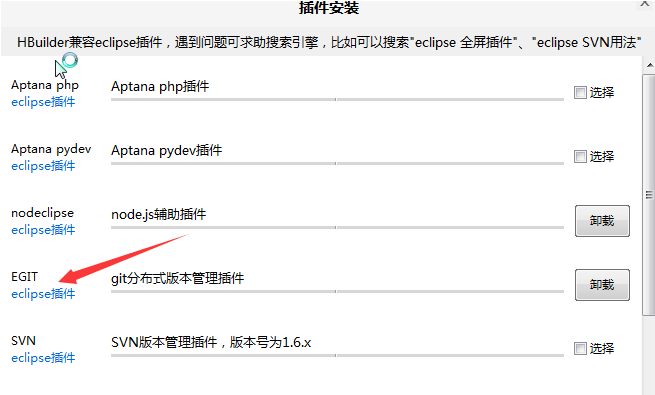 插件安装
HBuilder兼容eclipse插件，遇到问题可求助搜索引擎，比如可以搜索"eclipse 全屏插件"、"eclipse SVN用法"
Aptana php
eclipse插件
Aptana php插件
选择
Aptana pydev
eclipse插件
Aptana pydev插件
选择
nodeclipse
eclipse插件
node.js辅助插件
卸载
EGIT
eclipse插件
git分布式版本管理插件
卸载
SVN
eclipse插件
SVN版本管理插件，版本号为1.6.x
选择